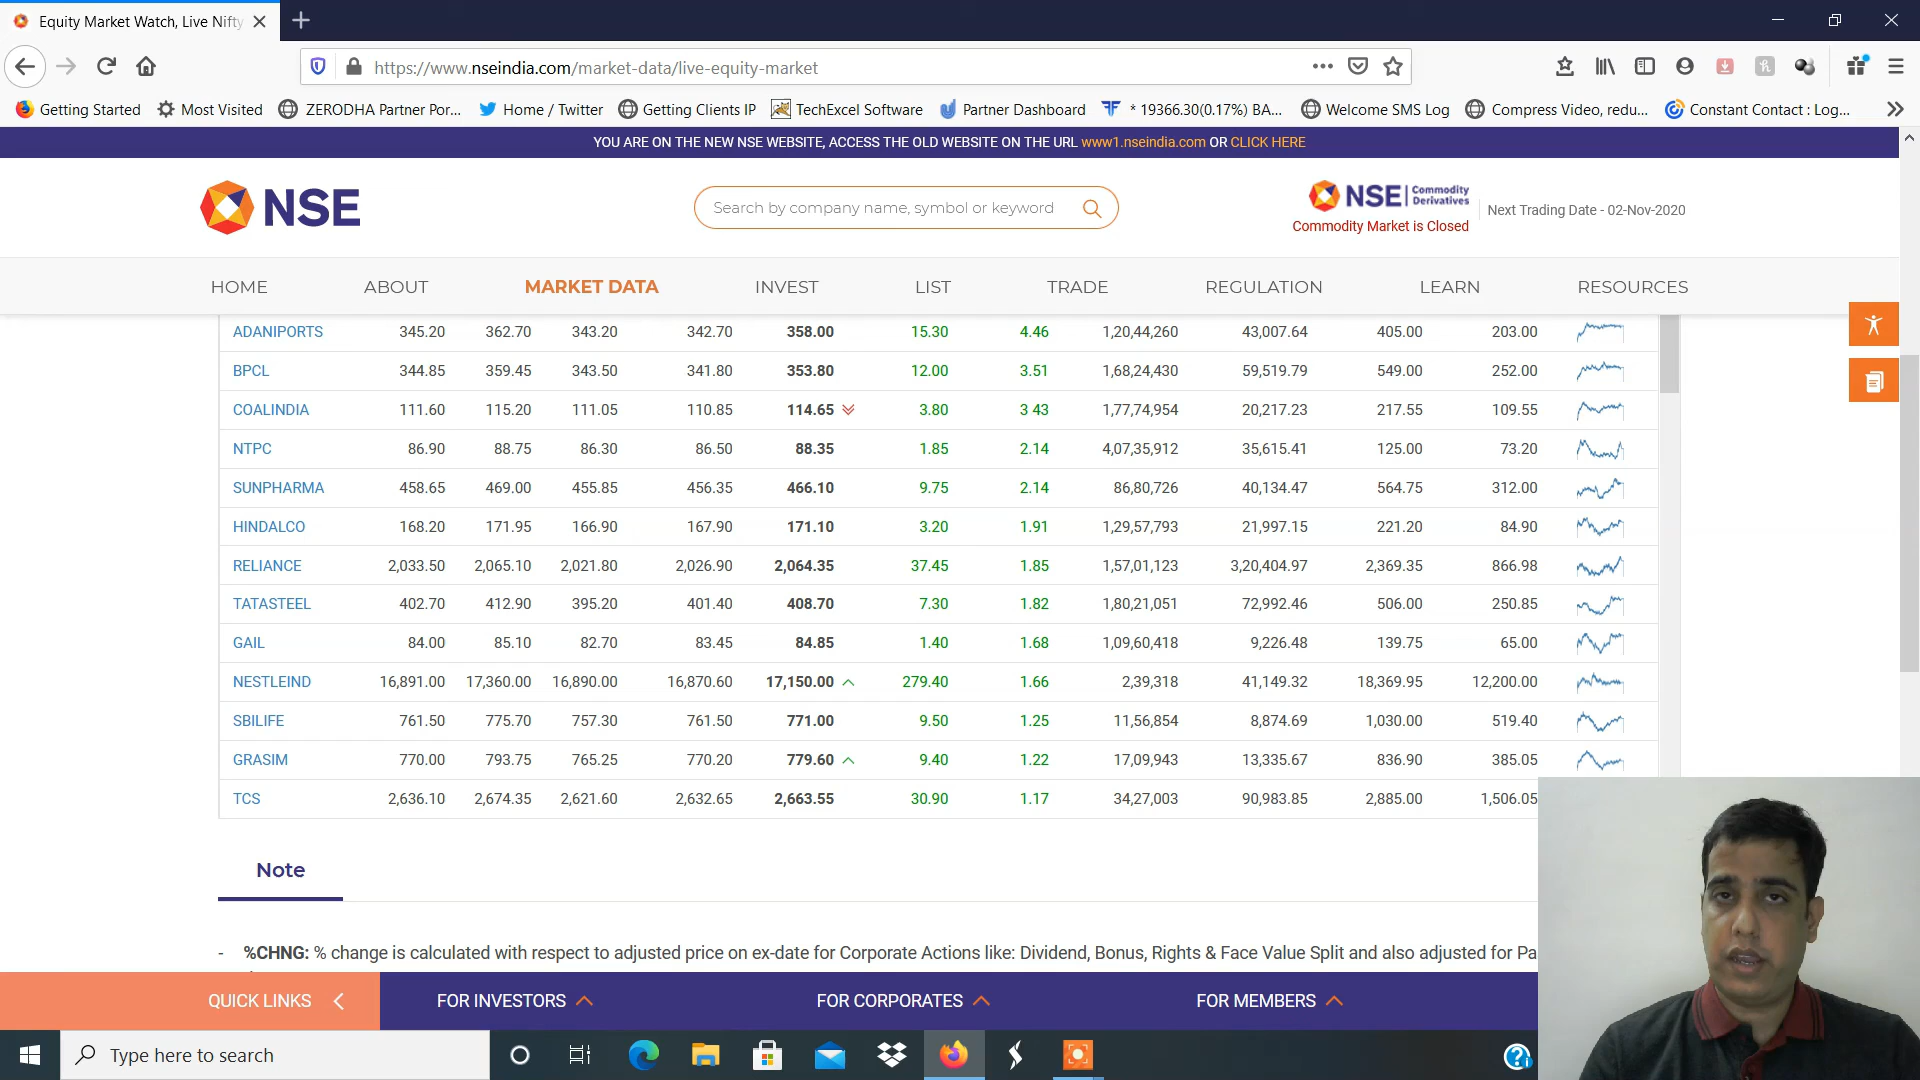 Equity Market Watch, Live Nifty
https://www.nseindia.com/market-data/live-equity-market
Getting Started Most Visited ZERODHA Partner Por... Home / Twitter Getting Clients IP TechExcel Software Partner Dashboard * 19366.30(0.17%) BA... Welcome SMS Log Compress Video, redu... Constant Contact : Log...
YOU ARE ON THE NEW NSE WEBSITE, ACCESS THE OLD WEBSITE ON THE URL www1.nseindia.com OR CLICK HERE
NSE
Search by company name, symbol or keyword
NSE Commodity Derivatives
Commodity Market is Closed
Next Trading Date - 02-Nov-2020
HOME ABOUT MARKET DATA INVEST LIST TRADE REGULATION LEARN RESOURCES
ADANIPORTS 345.20 362.70 343.20 342.70 358.00 15.30 4.46 1,20,44,260 43,007.64 405.00 203.00
BPCL 344.85 359.45 343.50 341.80 353.80 12.00 3.51 1,68,24,430 59,519.79 549.00 252.00
COALINDIA 111.60 115.20 111.05 110.85 114.65 3.80 3 43 1,77,74,954 20,217.23 217.55 109.55
NTPC 86.90 88.75 86.30 86.50 88.35 1.85 2.14 4,07,35,912 35,615.41 125.00 73.20
SUNPHARMA 458.65 469.00 455.85 456.35 466.10 9.75 2.14 86,80,726 40,134.47 564.75 312.00
HINDALCO 168.20 171.95 166.90 167.90 171.10 3.20 1.91 1,29,57,793 21,997.15 221.20 84.90
RELIANCE 2,033.50 2,065.10 2,021.80 2,026.90 2,064.35 37.45 1.85 1,57,01,123 3,20,404.97 2,369.35 866.98
TATASTEEL 402.70 412.90 395.20 401.40 408.70 7.30 1.82 1,80,21,051 72,992.46 506.00 250.85
GAIL 84.00 85.10 82.70 83.45 84.85 1.40 1.68 1,09,60,418 9,226.48 139.75 65.00
NESTLEIND 16,891.00 17,360.00 16,890.00 16,870.60 17,150.00 279.40 1.66 2,39,318 41,149.32 18,369.95 12,200.00
SBILIFE 761.50 775.70 757.30 761.50 771.00 9.50 1.25 11,56,854 8,874.69 1,030.00 519.40
GRASIM 770.00 793.75 765.25 770.20 779.60 9.40 1.22 17,09,943 13,335.67 836.90 385.05
TCS 2,636.10 2,674.35 2,621.60 2,632.65 2,663.55 30.90 1.17 34,27,003 90,983.85 2,885.00 1,506.05
Note
- %CHNG: % change is calculated with respect to adjusted price on ex-date for Corporate Actions like: Dividend, Bonus, Rights & Face Value Split and also adjusted for Pa
QUICK LINKS FOR INVESTORS FOR CORPORATES FOR MEMBERS
Type here to search